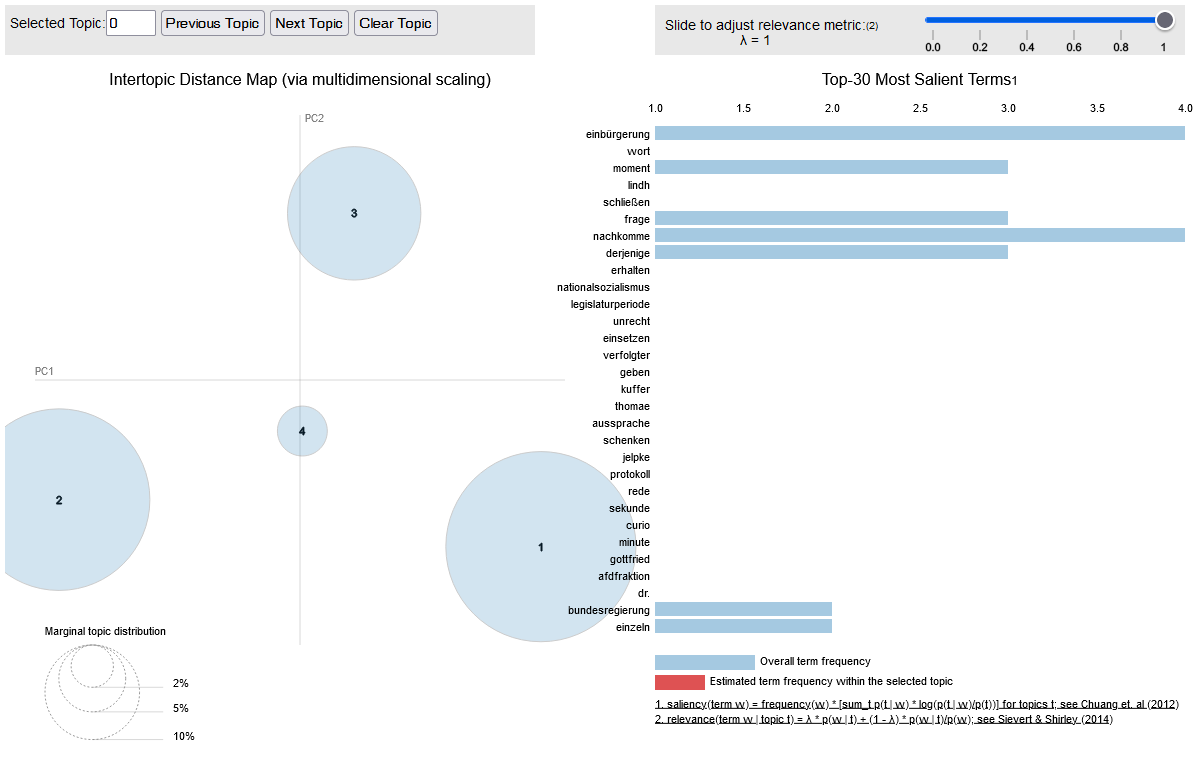 Selected Topic: 0 Previous Topic Next Topic Clear Topic
Slide to adjust relevance metric:(2)
λ = 1
0.0 0.2 0.4 0.6 0.8 1
Intertopic Distance Map (via multidimensional scaling)
PC2
PC1
3
4
2
1
Marginal topic distribution
2%
5%
10%
Top-30 Most Salient Terms1
1.0 1.5 2.0 2.5 3.0 3.5 4.0
einbürgerung
wort
moment
lindh
schließen
frage
nachkomme
derjenige
erhalten
nationalsozialismus
legislaturperiode
unrecht
einsetzen
verfolgter
geben
kuffer
thomae
aussprache
schenken
jelpke
protokoll
rede
sekunde
curio
minute
gottfried
afdfraktion
dr.
bundesregierung
einzeln
Overall term frequency
Estimated term frequency within the selected topic
1. saliency(term w) = frequency(w) * [sum_t p(t | w) * log(p(t | w)/p(t))] for topics t; see Chuang et. al (2012)
2. relevance(term w | topic t) = λ * p(w | t) + (1 - λ) * p(w | t)/p(w); see Sievert & Shirley (2014)